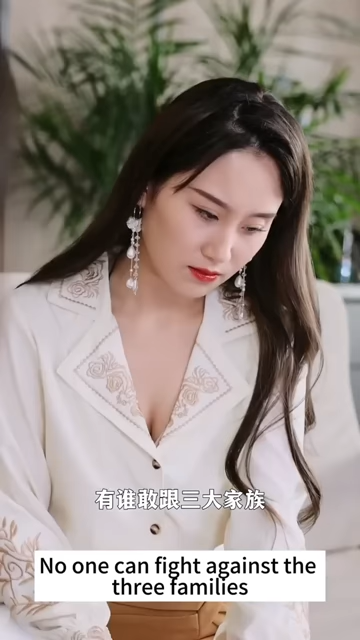 有谁敢跟三大家族
No one can fight against the
three families